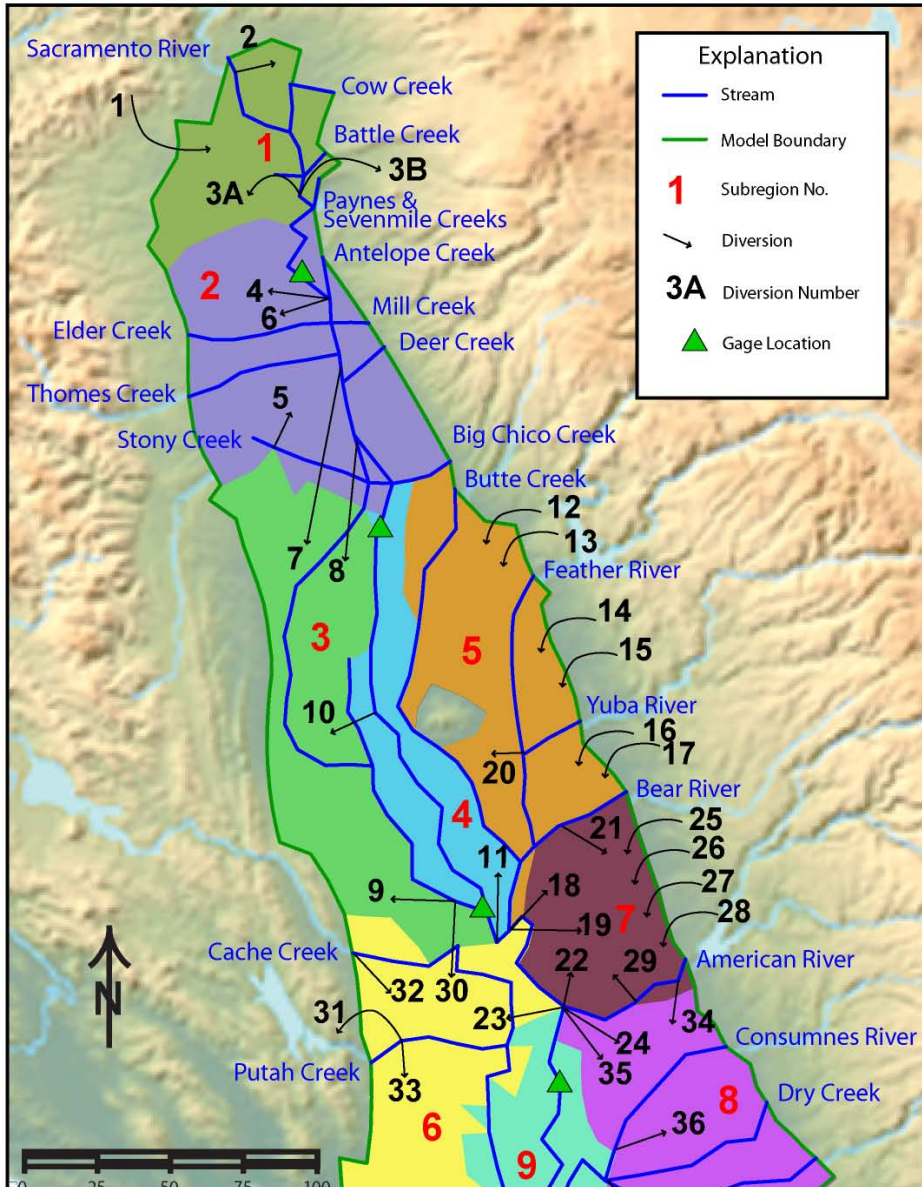 Sacramento River
2
Cow Creek
1
Battle Creek
1
3A
3B
Paynes &
Sevenmile Creeks
Antelope Creek
2
4
6
Mill Creek
Elder Creek
Deer Creek
Thomes Creek
5
Stony Creek
Big Chico Creek
Butte Creek
12
13
7
8
Feather River
14
3
5
15
10
Yuba River
16
17
20
Bear River
4
21
25
11
26
9
18
27
19
7
28
Cache Creek
22
29
American River
N
32
30
23
31
24
34
Consumnes River
Putah Creek
33
35
Dry Creek
6
36
8
9
0
25
50
75
100
Explanation
Stream
Model Boundary
1
Subregion No.
Diversion
3A
Diversion Number
Gage Location